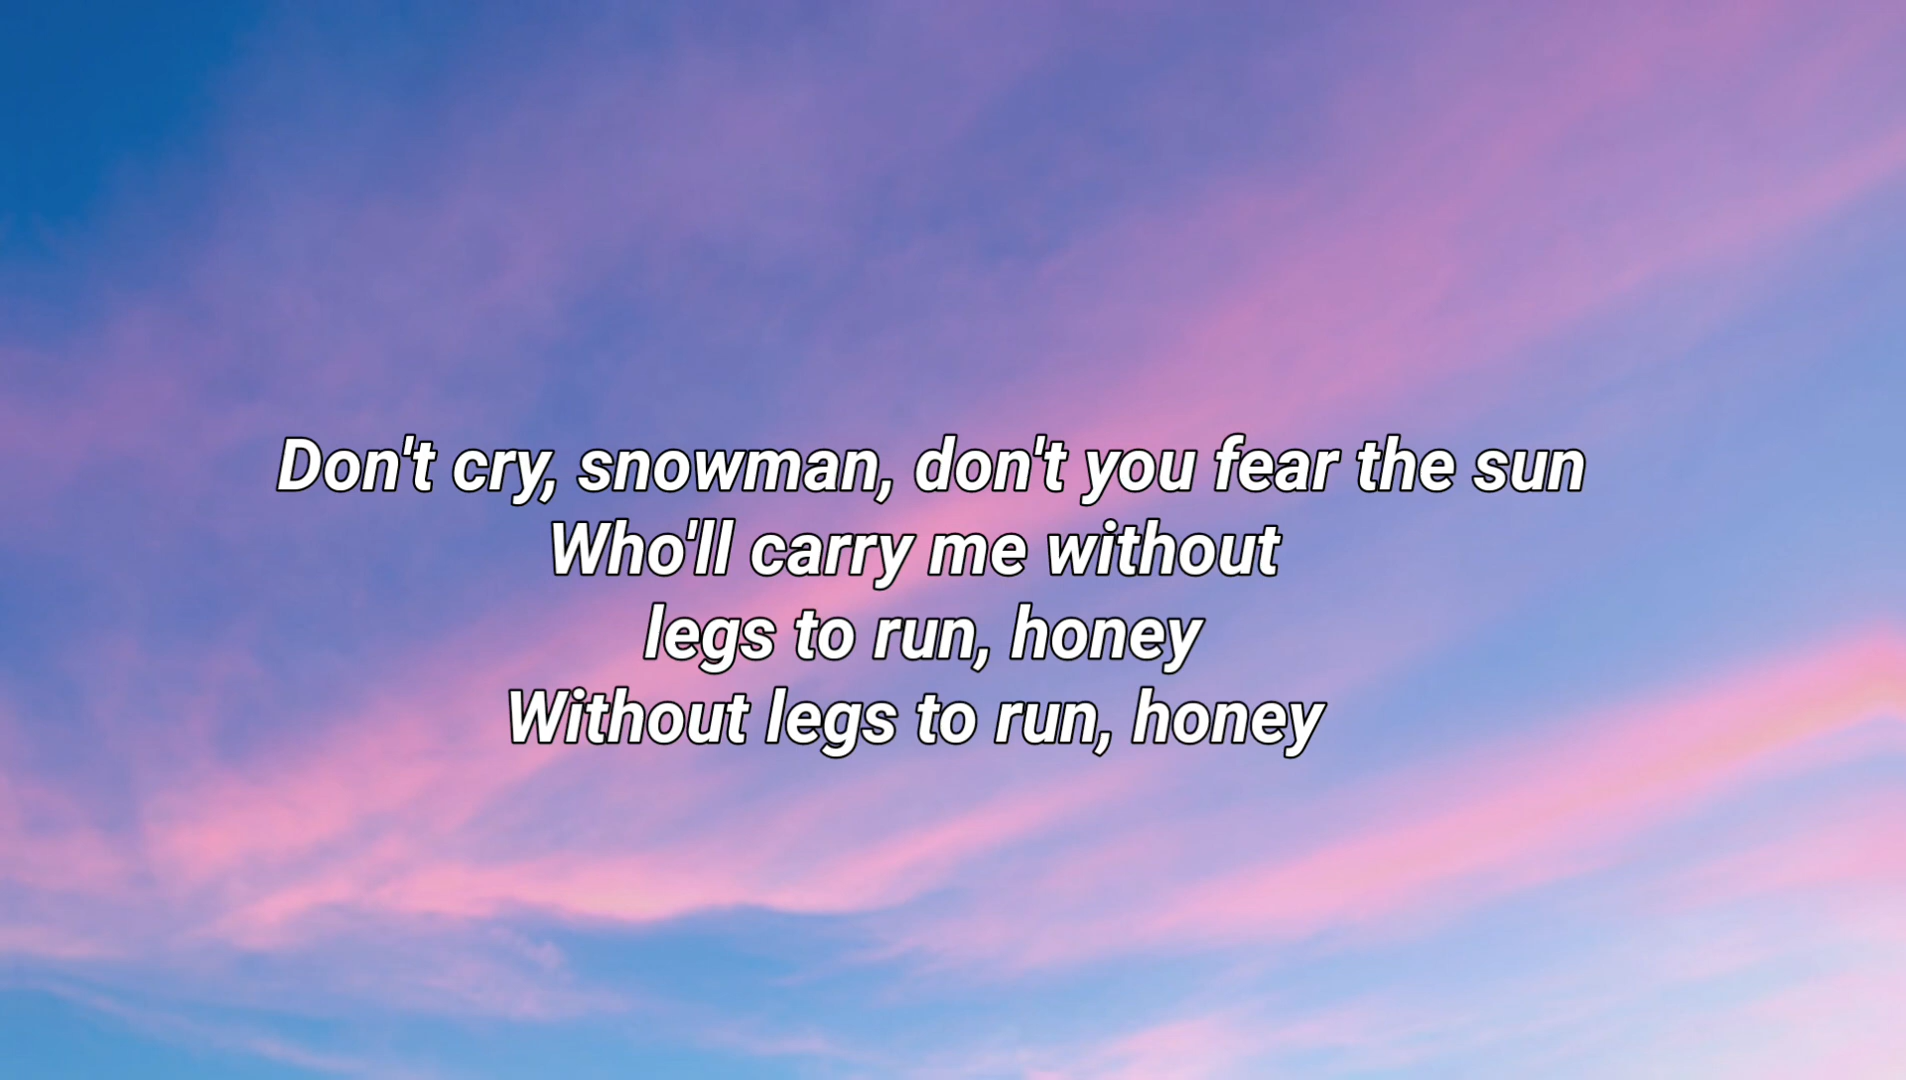 Don't cry, snowman, don't you fear the sun
Who'll carry me without
legs to run, honey
Without legs to run, honey